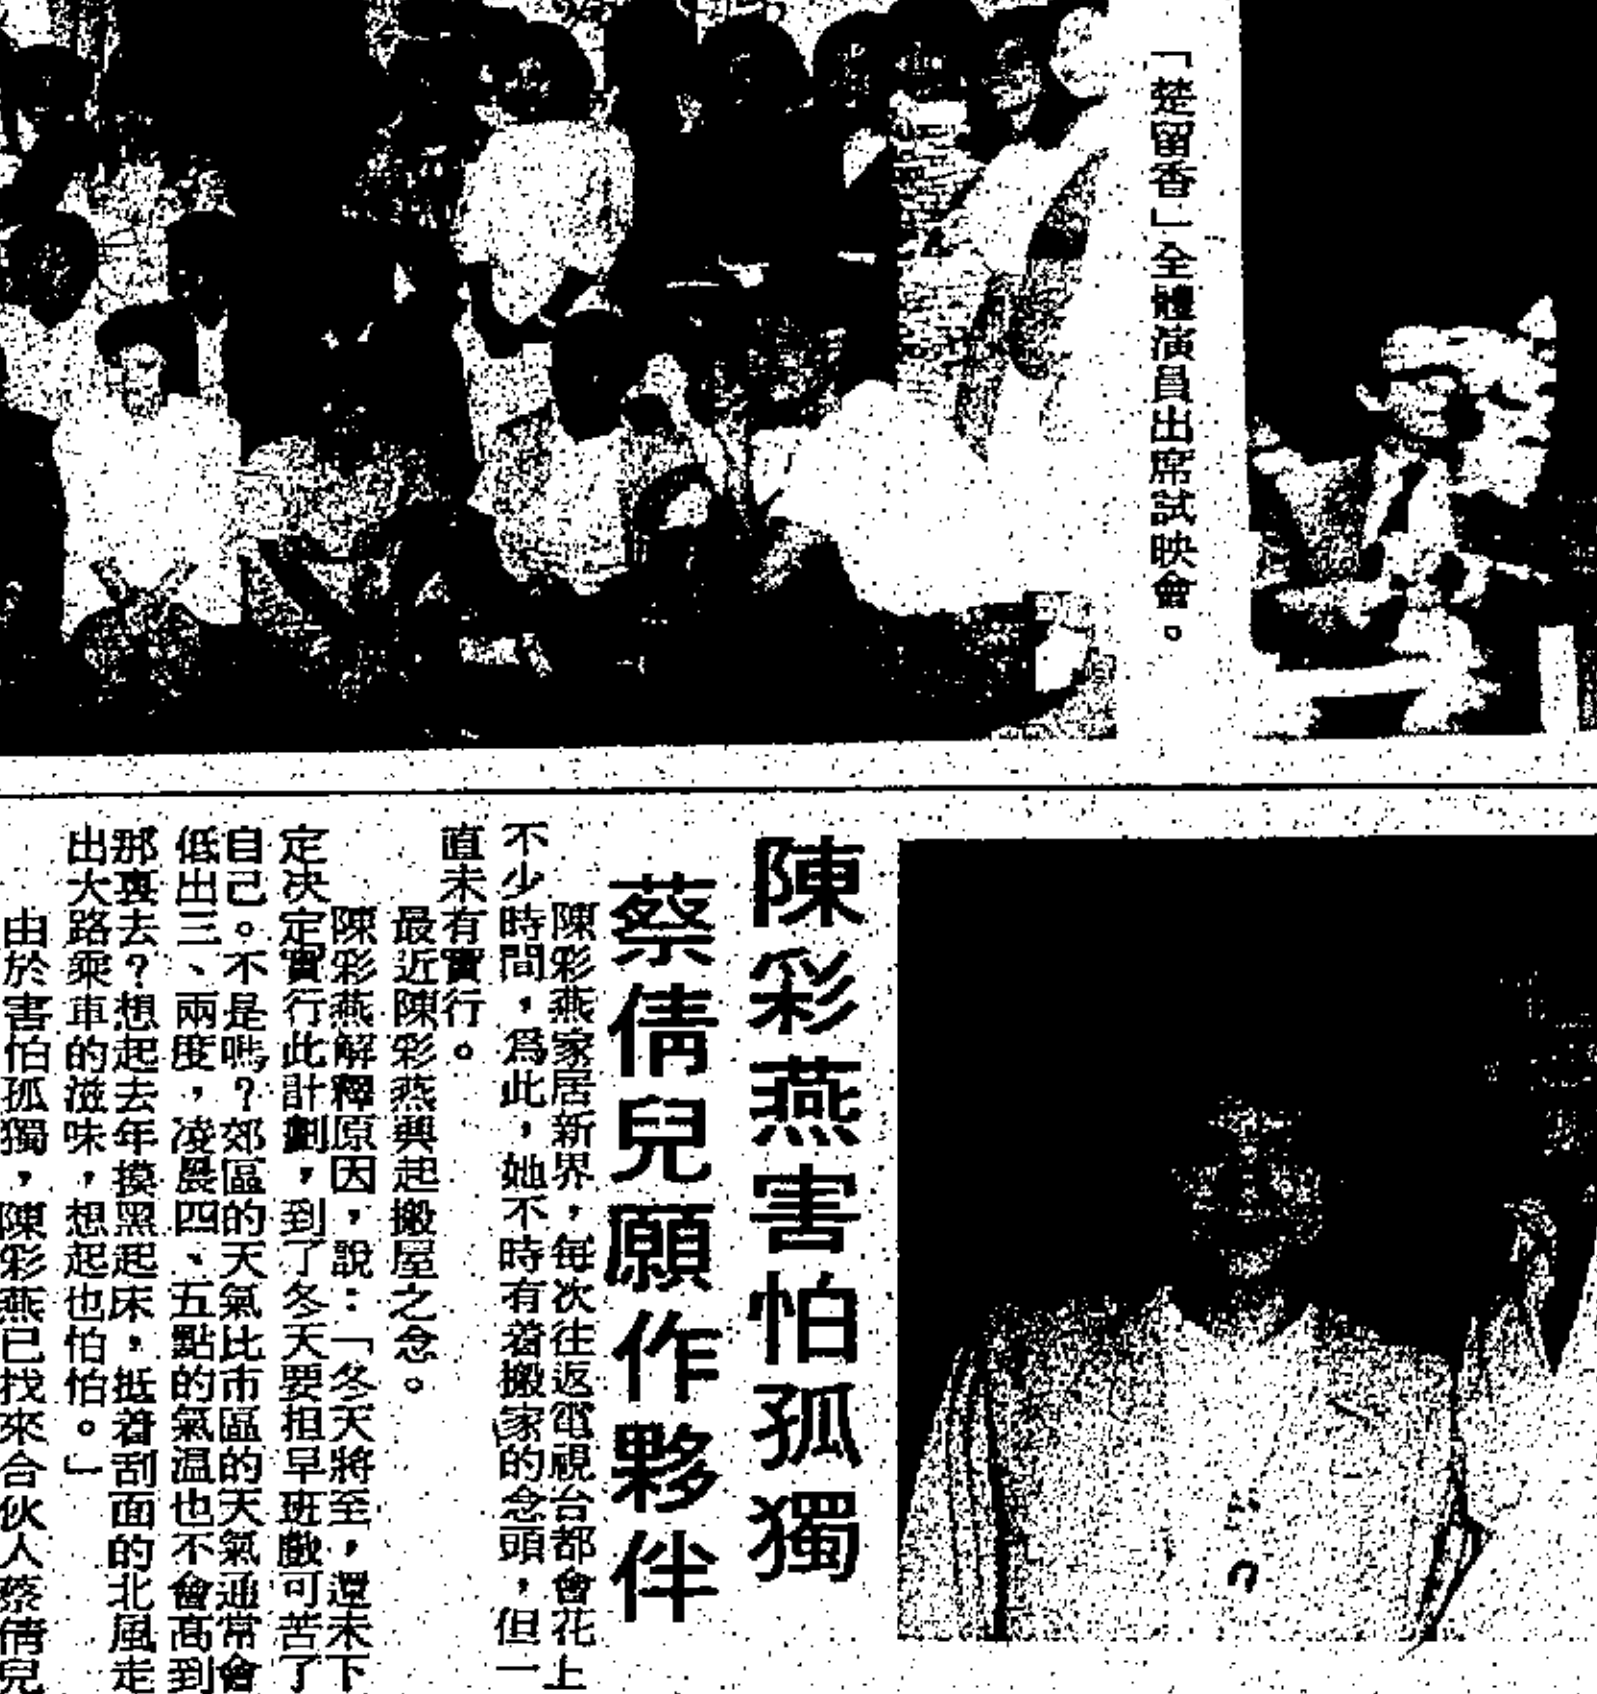 「楚留香」全體演員出席試映會。
陳彩燕害怕孤獨
蔡倩兒願作夥伴
陳彩燕家居新界，每次往返電視台都會花上
不少時間，爲此，她不時有着搬家的念頭，但一
直未有實行。
最近陳彩燕興起搬屋之念。
陳彩燕解釋原因，說：「冬天將至，還未下
定决定實行此計劃，到了冬天要担早班戲可苦了
自己。不是嗎？郊區的天氣比市區的天氣通常會
低出三、兩度，凌晨四、五點的氣温也不會高到
那裏去？想起去年摸黑起床，抵着刮面的北風走
出大路乘車的滋味，想起也怕怕。」
由於害怕孤獨，陳彩燕已找來合伙人蔡倩兒